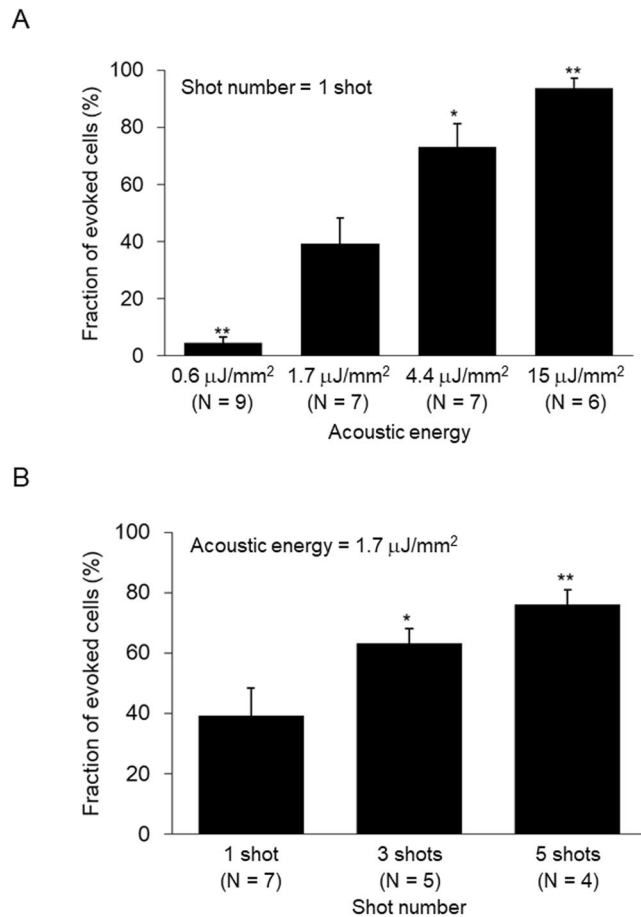 A
Fraction of evoked cells (%)
100
80
60
40
20
0
Shot number = 1 shot
**
*
**
0.6 μJ/mm² 1.7 μJ/mm² 4.4 μJ/mm² 15 μJ/mm²
(N = 9) (N = 7) (N = 7) (N = 6)
Acoustic energy
B
Fraction of evoked cells (%)
100
80
60
40
20
0
Acoustic energy = 1.7 μJ/mm²
*
**
1 shot 3 shots 5 shots
(N = 7) (N = 5) (N = 4)
Shot number